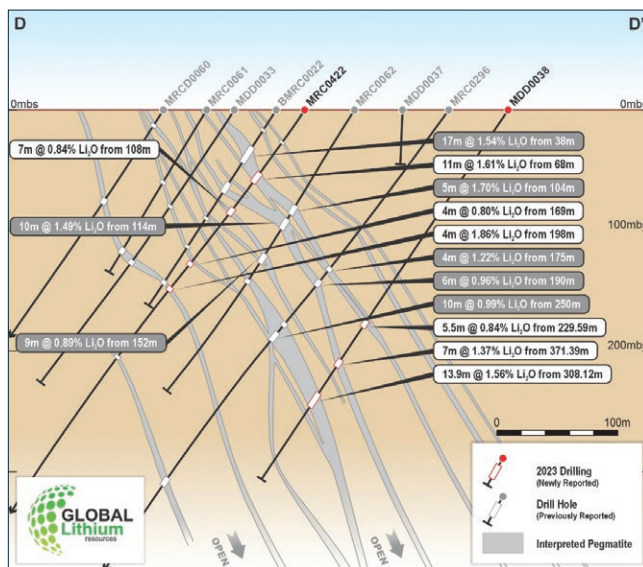 D
D'
MRCD0060
MRC0061
MDD0033
BMRC0022
MRC0422
MRC0062
MDD0037
MRC0296
MDD0038
0mbs
0mbs
7m @ 0.84% Li₂O from 108m
17m @ 1.54% Li₂O from 38m
11m @ 1.61% Li₂O from 68m
5m @ 1.70% Li₂O from 104m
4m @ 0.80% Li₂O from 169m
10m @ 1.49% Li₂O from 114m
100mbs
4m @ 1.86% Li₂O from 198m
4m @ 1.22% Li₂O from 175m
6m @ 0.96% Li₂O from 190m
10m @ 0.99% Li₂O from 250m
5.5m @ 0.84% Li₂O from 229.59m
9m @ 0.89% Li₂O from 152m
200mbs
7m @ 1.37% Li₂O from 371.39m
13.9m @ 1.56% Li₂O from 308.12m
0
100m
2023 Drilling
(Newly Reported)
Drill Hole
(Previously Reported)
Interpreted Pegmatite
GLOBAL
Lithium
resources
OPEN
OPEN